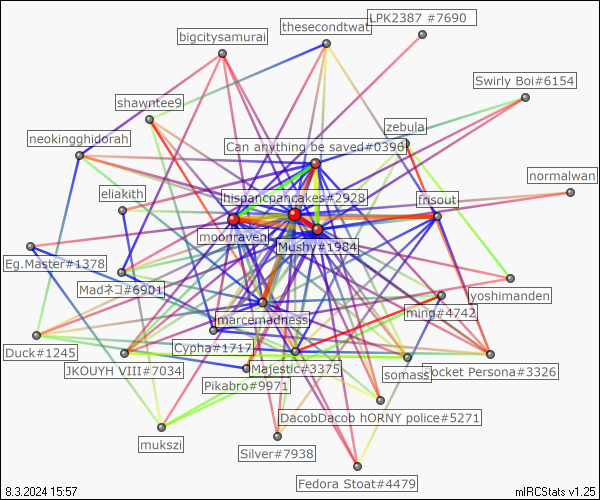 LPK2387 #7690
thesecondtwat
bigcitysamurai
Swirly Boi#6154
shawntee9
zebula
neokingghidorah
Can anything be saved#0396
normalwan
eliakith
hispancpancakes#2928
frisout
moonraven
Mushy#1984
Eg.Master#1378
Madネコ#6901
yoshimanden
ming#4742
marcemadness
Duck#1245
Cypha#1717
JKOUYH VIII#7034
Majestic#3375
somass
ocket Persona#3326
Pikabro#9971
DacobDacob hORNY police#5271
mukszi
Silver#7938
Fedora Stoat#4479
8.3.2024 15:57
mIRCStats v1.25